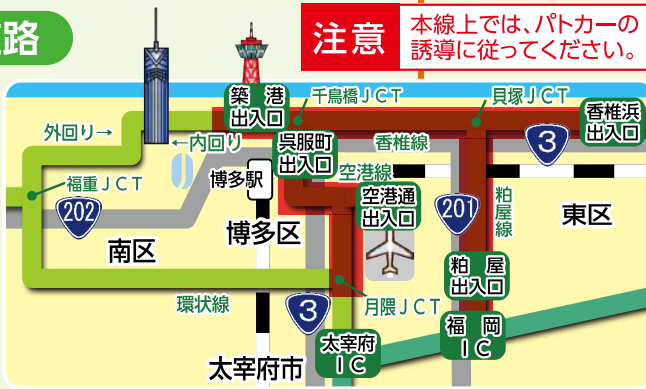 路
注意
本線上では、パトカーの
誘導に従ってください。
築港
出入口
千鳥橋JCT
貝塚JCT
香椎浜
出入口
外回り→
←内回り
呉服町
出入口
香椎線
3
福重JCT
博多駅
空港線
空港通
出入口
202
201
粕屋線
東区
南区
博多区
粕屋
出入口
環状線
3
月隈JCT
太宰府
IC
福岡
IC
太宰府市